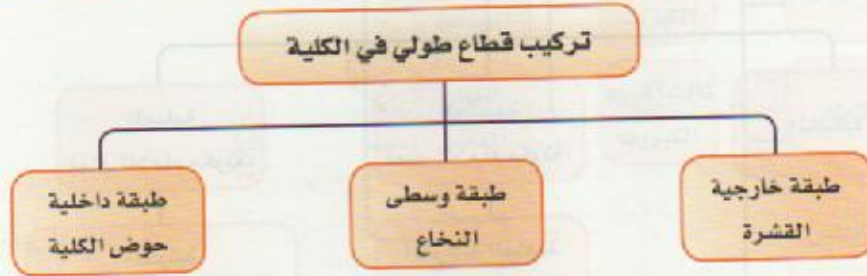 تركيب قطاع طولي في الكلية
طبقة خارجية
القشرة
طبقة وسطى
النخاع
طبقة داخلية
حوض الكلية